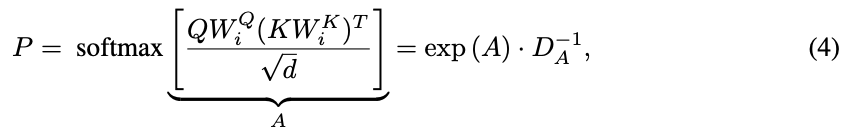 P = softmax [ QW_i^Q (KW_i^K)^T / √d ] = exp (A) · D_A^{-1}, (4)
A